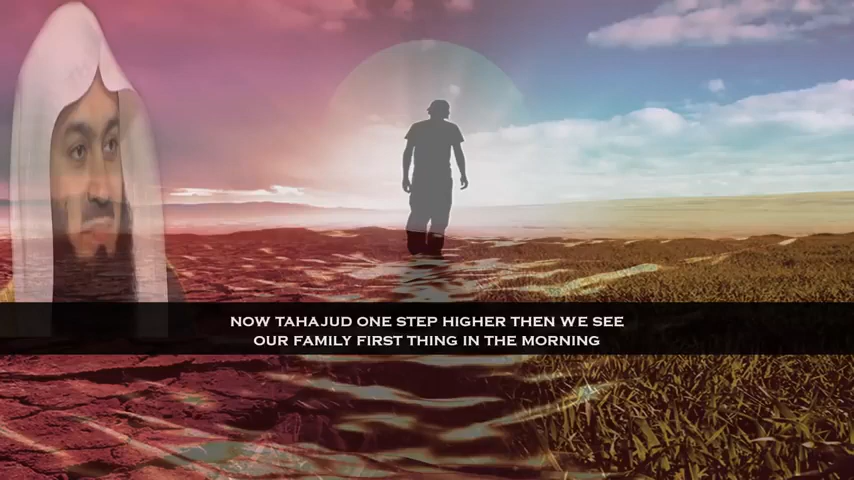 NOW TAHAJUD ONE STEP HIGHER THEN WE SEE
OUR FAMILY FIRST THING IN THE MORNING